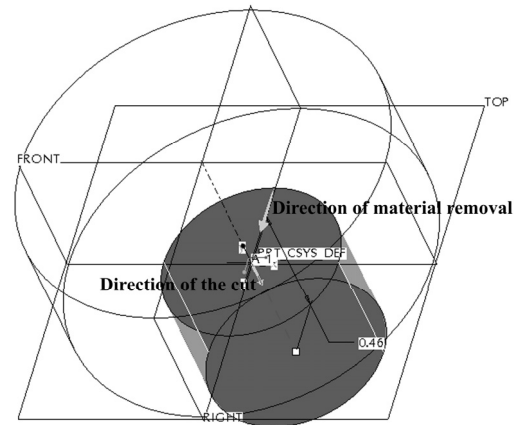 TOP
FRONT
Direction of material removal
PRT_CSYS_DEF
Direction of the cut
0.46
RIGHT